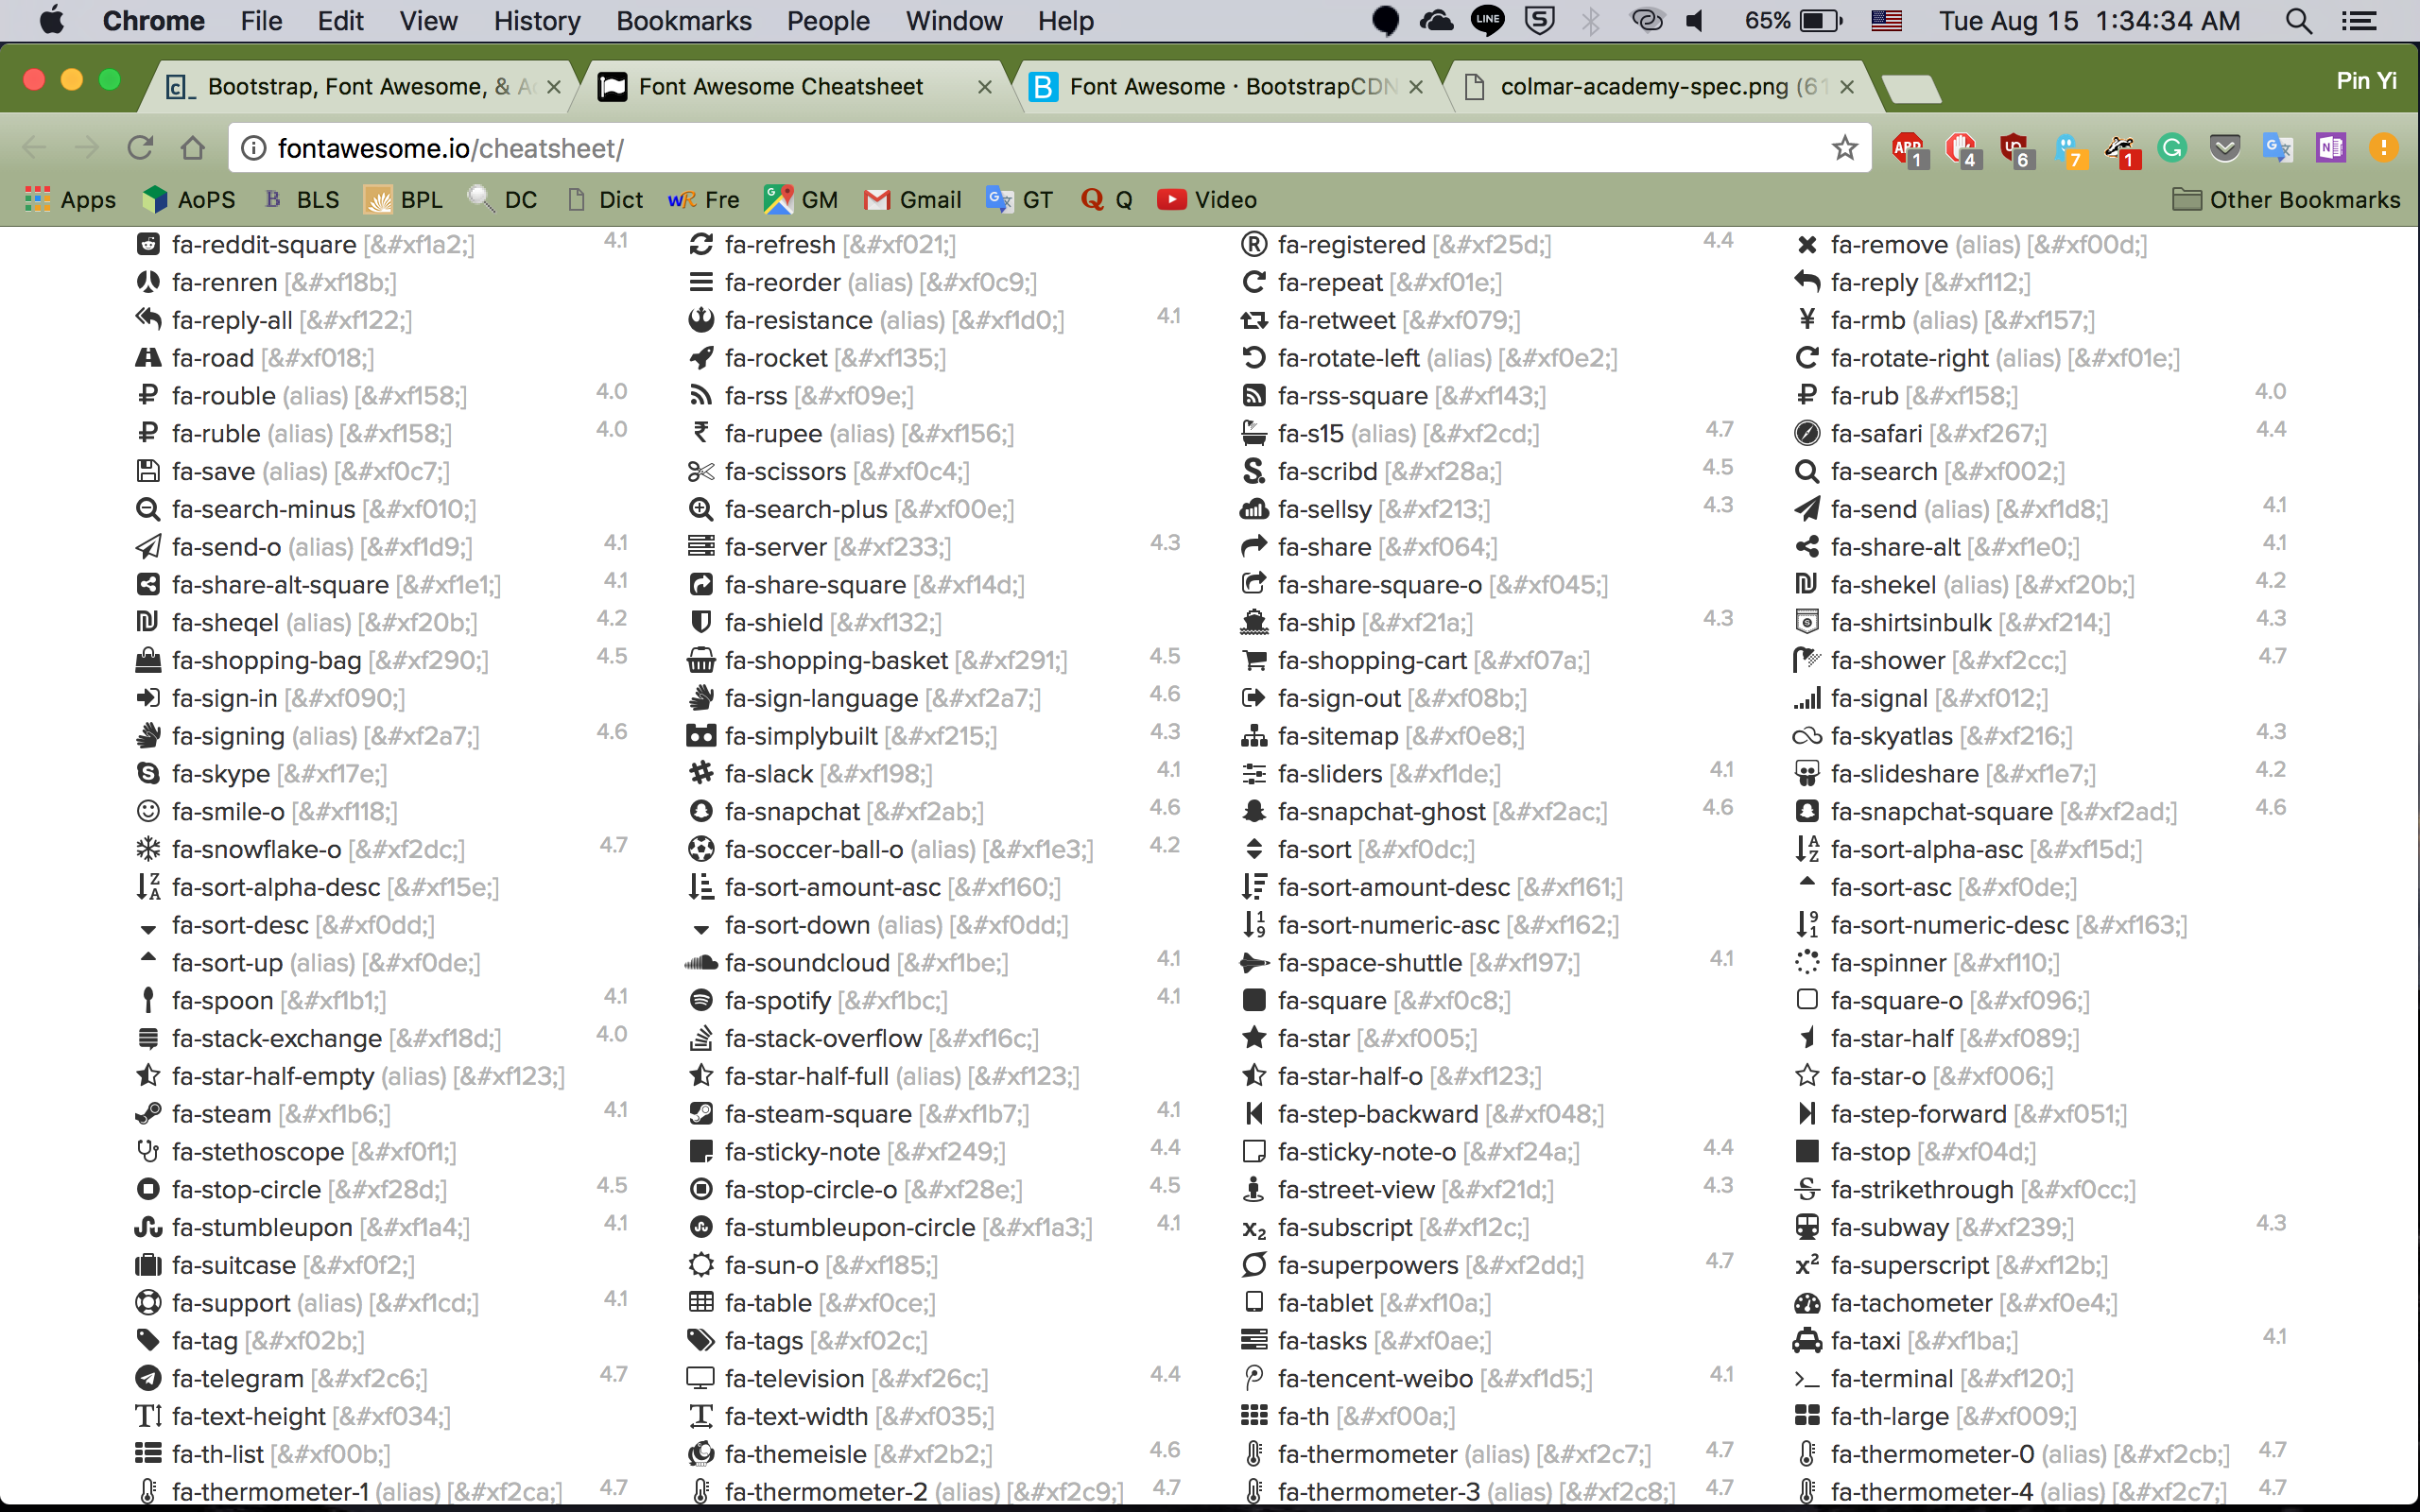 Chrome File Edit View History Bookmarks People Window Help LINE S 65% Tue Aug 15 1:34:34 AM
Bootstrap, Font Awesome, & A Font Awesome Cheatsheet Font Awesome · BootstrapCDN colmar-academy-spec.png (61 Pin Yi
fontawesome.io/cheatsheet/ ABP 1 4 6 7 1
Apps AoPS BLS BPL DC Dict Fre GM Gmail GT Q Video Other Bookmarks
fa-reddit-square [&#xf1a2;] 4.1 fa-refresh [&#xf021;] fa-registered [&#xf25d;] 4.4 fa-remove (alias) [&#xf00d;]
fa-renren [&#xf18b;] fa-reorder (alias) [&#xf0c9;] fa-repeat [&#xf01e;] fa-reply [&#xf112;]
fa-reply-all [&#xf122;] fa-resistance (alias) [&#xf1d0;] 4.1 fa-retweet [&#xf079;] fa-rmb (alias) [&#xf157;]
fa-road [&#xf018;] fa-rocket [&#xf135;] fa-rotate-left (alias) [&#xf0e2;] fa-rotate-right (alias) [&#xf01e;]
fa-rouble (alias) [&#xf158;] 4.0 fa-rss [&#xf09e;] fa-rss-square [&#xf143;] fa-rub [&#xf158;] 4.0
fa-ruble (alias) [&#xf158;] 4.0 fa-rupee (alias) [&#xf156;] fa-s15 (alias) [&#xf2cd;] 4.7 fa-safari [&#xf267;] 4.4
fa-save (alias) [&#xf0c7;] fa-scissors [&#xf0c4;] fa-scribd [&#xf28a;] 4.5 fa-search [&#xf002;]
fa-search-minus [&#xf010;] fa-search-plus [&#xf00e;] fa-sellsy [&#xf213;] 4.3 fa-send (alias) [&#xf1d8;] 4.1
fa-send-o (alias) [&#xf1d9;] 4.1 fa-server [&#xf233;] 4.3 fa-share [&#xf064;] fa-share-alt [&#xf1e0;] 4.1
fa-share-alt-square [&#xf1e1;] 4.1 fa-share-square [&#xf14d;] fa-share-square-o [&#xf045;] fa-shekel (alias) [&#xf20b;] 4.2
fa-sheqel (alias) [&#xf20b;] 4.2 fa-shield [&#xf132;] fa-ship [&#xf21a;] 4.3 fa-shirtsinbulk [&#xf214;] 4.3
fa-shopping-bag [&#xf290;] 4.5 fa-shopping-basket [&#xf291;] 4.5 fa-shopping-cart [&#xf07a;] fa-shower [&#xf2cc;] 4.7
fa-sign-in [&#xf090;] fa-sign-language [&#xf2a7;] 4.6 fa-sign-out [&#xf08b;] fa-signal [&#xf012;]
fa-signing (alias) [&#xf2a7;] 4.6 fa-simplybuilt [&#xf215;] 4.3 fa-sitemap [&#xf0e8;] fa-skyatlas [&#xf216;] 4.3
fa-skype [&#xf17e;] fa-slack [&#xf198;] 4.1 fa-sliders [&#xf1de;] 4.1 fa-slideshare [&#xf1e7;] 4.2
fa-smile-o [&#xf118;] fa-snapchat [&#xf2ab;] 4.6 fa-snapchat-ghost [&#xf2ac;] 4.6 fa-snapchat-square [&#xf2ad;] 4.6
fa-snowflake-o [&#xf2dc;] 4.7 fa-soccer-ball-o (alias) [&#xf1e3;] 4.2 fa-sort [&#xf0dc;] fa-sort-alpha-asc [&#xf15d;]
fa-sort-alpha-desc [&#xf15e;] fa-sort-amount-asc [&#xf160;] fa-sort-amount-desc [&#xf161;] fa-sort-asc [&#xf0de;]
fa-sort-desc [&#xf0dd;] fa-sort-down (alias) [&#xf0dd;] fa-sort-numeric-asc [&#xf162;] fa-sort-numeric-desc [&#xf163;]
fa-sort-up (alias) [&#xf0de;] fa-soundcloud [&#xf1be;] 4.1 fa-space-shuttle [&#xf197;] 4.1 fa-spinner [&#xf110;]
fa-spoon [&#xf1b1;] 4.1 fa-spotify [&#xf1bc;] 4.1 fa-square [&#xf0c8;] fa-square-o [&#xf096;]
fa-stack-exchange [&#xf18d;] 4.0 fa-stack-overflow [&#xf16c;] fa-star [&#xf005;] fa-star-half [&#xf089;]
fa-star-half-empty (alias) [&#xf123;] fa-star-half-full (alias) [&#xf123;] fa-star-half-o [&#xf123;] fa-star-o [&#xf006;]
fa-steam [&#xf1b6;] 4.1 fa-steam-square [&#xf1b7;] 4.1 fa-step-backward [&#xf048;] fa-step-forward [&#xf051;]
fa-stethoscope [&#xf0f1;] fa-sticky-note [&#xf249;] 4.4 fa-sticky-note-o [&#xf24a;] 4.4 fa-stop [&#xf04d;]
fa-stop-circle [&#xf28d;] 4.5 fa-stop-circle-o [&#xf28e;] 4.5 fa-street-view [&#xf21d;] 4.3 fa-strikethrough [&#xf0cc;]
fa-stumbleupon [&#xf1a4;] 4.1 fa-stumbleupon-circle [&#xf1a3;] 4.1 fa-subscript [&#xf12c;] fa-subway [&#xf239;] 4.3
fa-suitcase [&#xf0f2;] fa-sun-o [&#xf185;] fa-superpowers [&#xf2dd;] 4.7 fa-superscript [&#xf12b;]
fa-support (alias) [&#xf1cd;] 4.1 fa-table [&#xf0ce;] fa-tablet [&#xf10a;] fa-tachometer [&#xf0e4;]
fa-tag [&#xf02b;] fa-tags [&#xf02c;] fa-tasks [&#xf0ae;] fa-taxi [&#xf1ba;] 4.1
fa-telegram [&#xf2c6;] 4.7 fa-television [&#xf26c;] 4.4 fa-tencent-weibo [&#xf1d5;] 4.1 fa-terminal [&#xf120;]
fa-text-height [&#xf034;] fa-text-width [&#xf035;] fa-th [&#xf00a;] fa-th-large [&#xf009;]
fa-th-list [&#xf00b;] fa-themeisle [&#xf2b2;] 4.6 fa-thermometer (alias) [&#xf2c7;] 4.7 fa-thermometer-0 (alias) [&#xf2cb;] 4.7
fa-thermometer-1 (alias) [&#xf2ca;] 4.7 fa-thermometer-2 (alias) [&#xf2c9;] 4.7 fa-thermometer-3 (alias) [&#xf2c8;] 4.7 fa-thermometer-4 (alias) [&#xf2c7;] 4.7